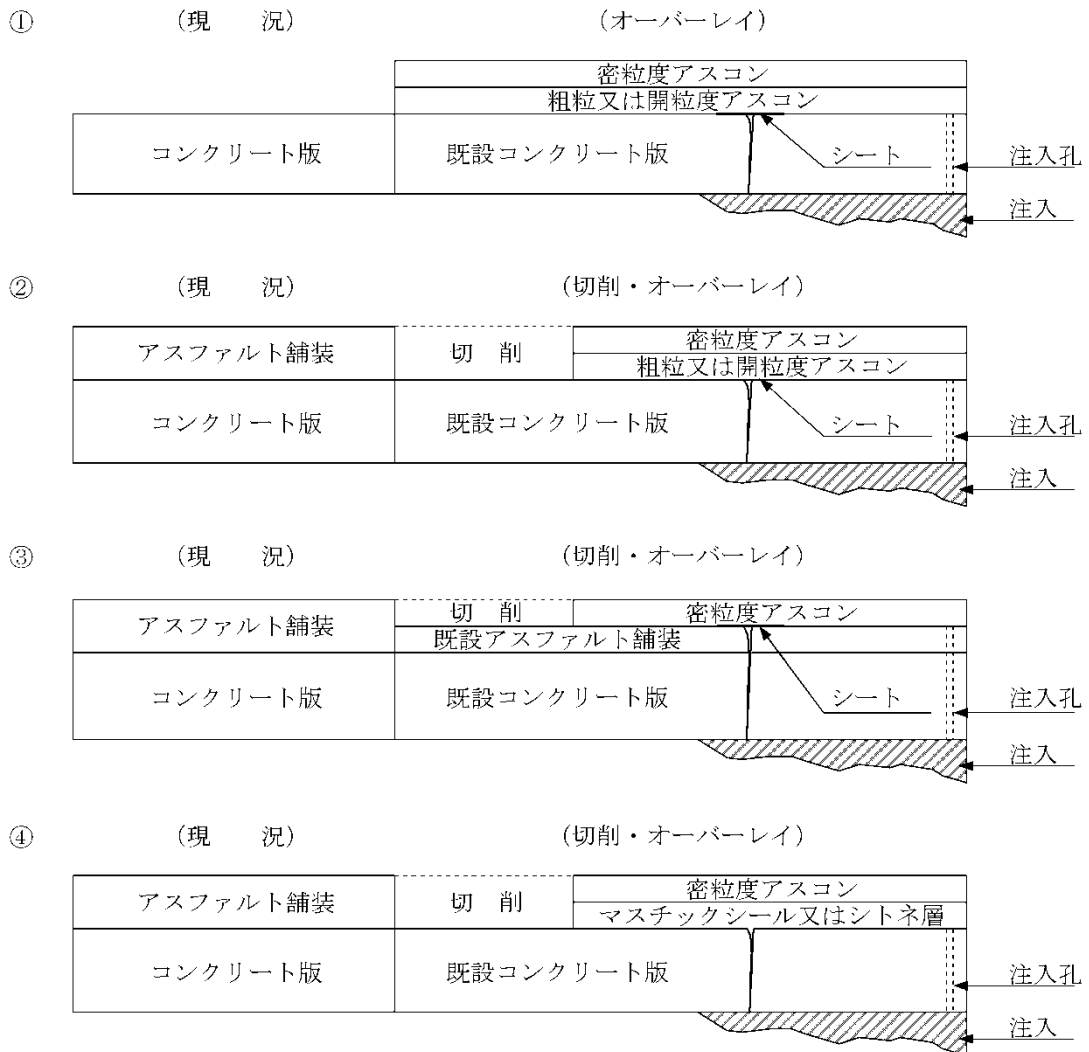 ① (現　況) (オーバーレイ)
密粒度アスコン
粗粒又は開粒度アスコン
コンクリート版 既設コンクリート版 シート 注入孔
注入
② (現　況) (切削・オーバーレイ)
アスファルト舗装 切　削 密粒度アスコン
粗粒又は開粒度アスコン
コンクリート版 既設コンクリート版 シート 注入孔
注入
③ (現　況) (切削・オーバーレイ)
アスファルト舗装 切　削 密粒度アスコン
既設アスファルト舗装
コンクリート版 既設コンクリート版 シート 注入孔
注入
④ (現　況) (切削・オーバーレイ)
アスファルト舗装 切　削 密粒度アスコン
マスチックシール又はシトネ層
コンクリート版 既設コンクリート版 注入孔
注入